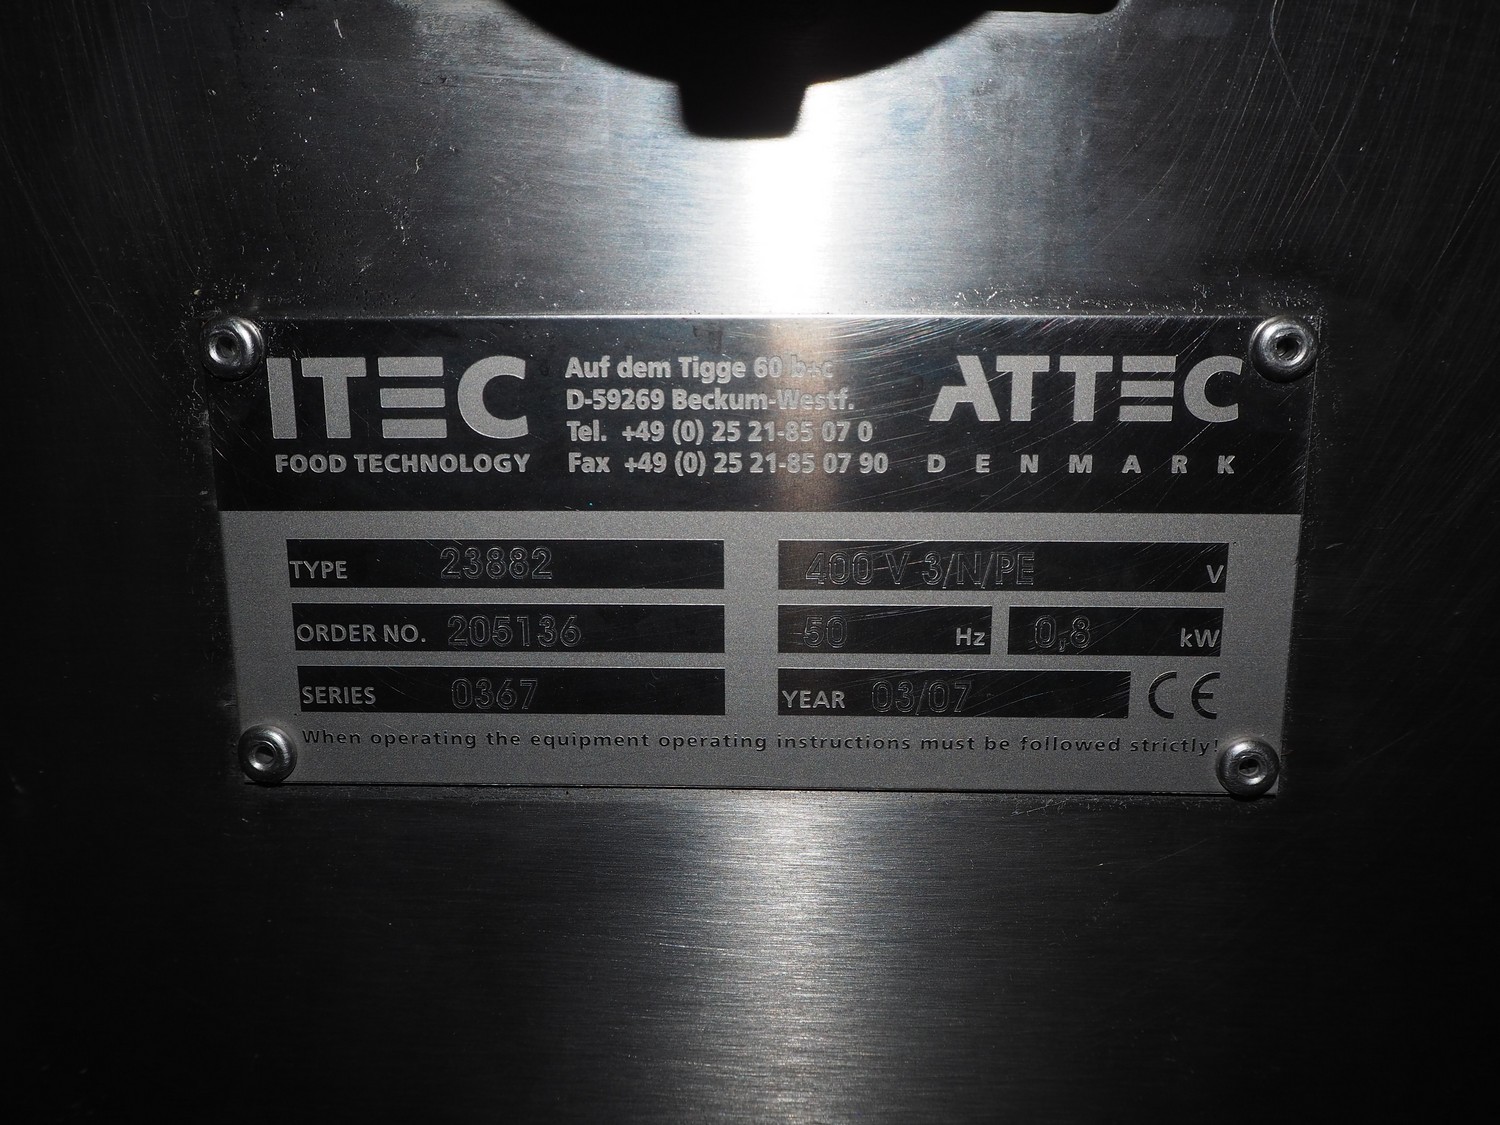 ITEC
FOOD TECHNOLOGY
Auf dem Tigge 60 b+c
D-59269 Beckum-Westf.
Tel. +49 (0) 25 21-85 07 0
Fax +49 (0) 25 21-85 07 90
ATTEC
DENMARK
TYPE 23882
400 V 3/N/PE V
ORDER NO. 205136
50 Hz 0,8 kW
SERIES 0367
YEAR 03/07 CE
When operating the equipment operating instructions must be followed strictly!